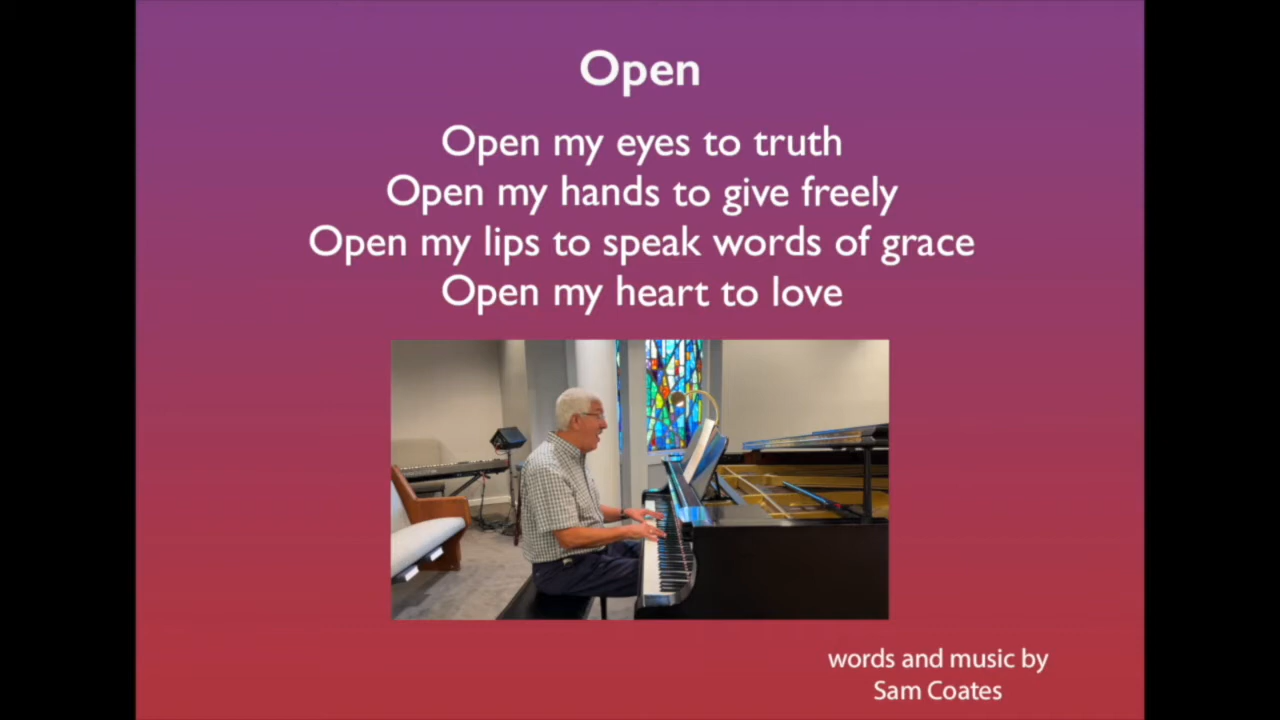 Open
Open my eyes to truth
Open my hands to give freely
Open my lips to speak words of grace
Open my heart to love
words and music by
Sam Coates